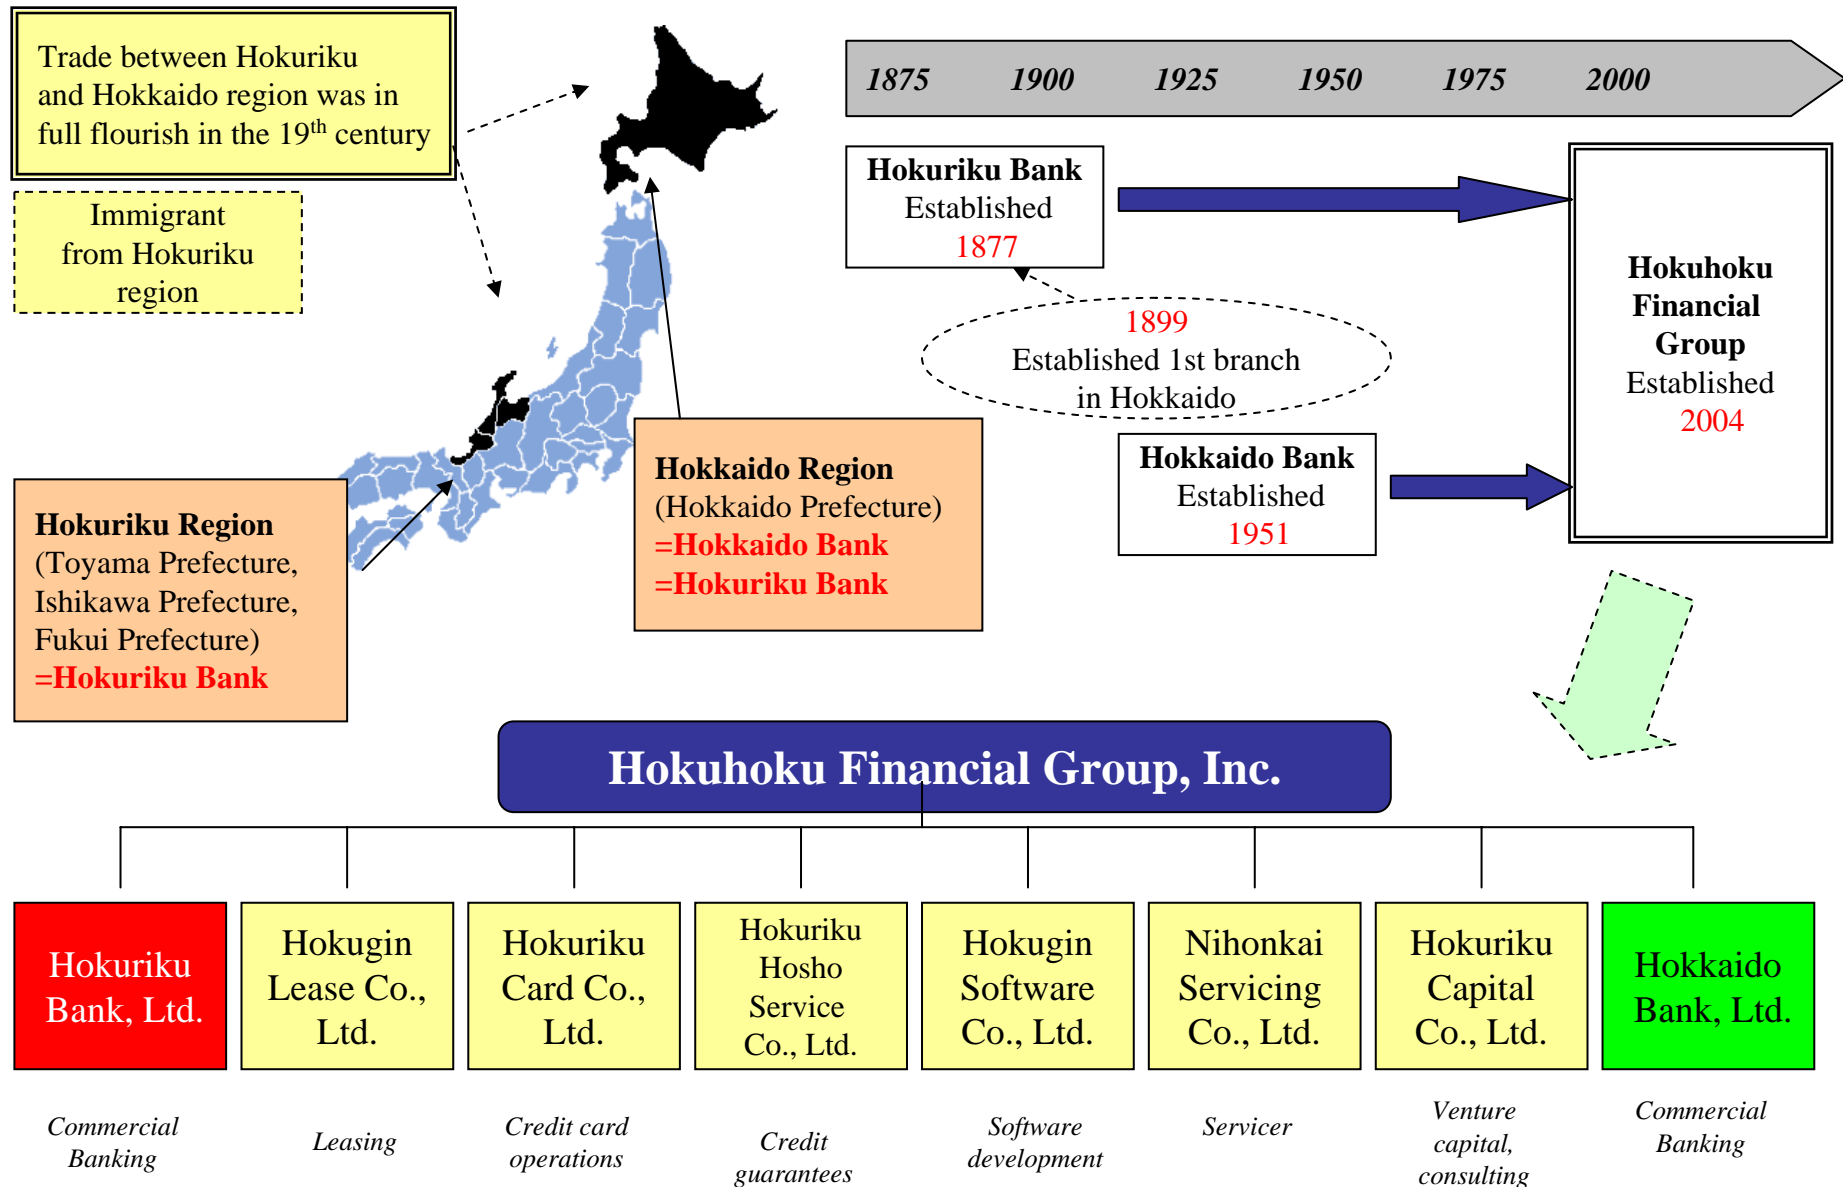 Trade between Hokuriku
and Hokkaido region was in
full flourish in the 19th century
Immigrant
from Hokuriku
region
1875 1900 1925 1950 1975 2000
Hokuriku Bank
Established
1877
1899
Established 1st branch
in Hokkaido
Hokkaido Bank
Established
1951
Hokuhoku
Financial
Group
Established
2004
Hokuriku Region
(Toyama Prefecture,
Ishikawa Prefecture,
Fukui Prefecture)
=Hokuriku Bank
Hokkaido Region
(Hokkaido Prefecture)
=Hokkaido Bank
=Hokuriku Bank
Hokuhoku Financial Group, Inc.
Hokuriku
Bank, Ltd.
Hokugin
Lease Co.,
Ltd.
Hokuriku
Card Co.,
Ltd.
Hokuriku
Hosho
Service
Co., Ltd.
Hokugin
Software
Co., Ltd.
Nihonkai
Servicing
Co., Ltd.
Hokuriku
Capital
Co., Ltd.
Hokkaido
Bank, Ltd.
Commercial
Banking
Leasing
Credit card
operations
Credit
guarantees
Software
development
Servicer
Venture
capital,
consulting
Commercial
Banking